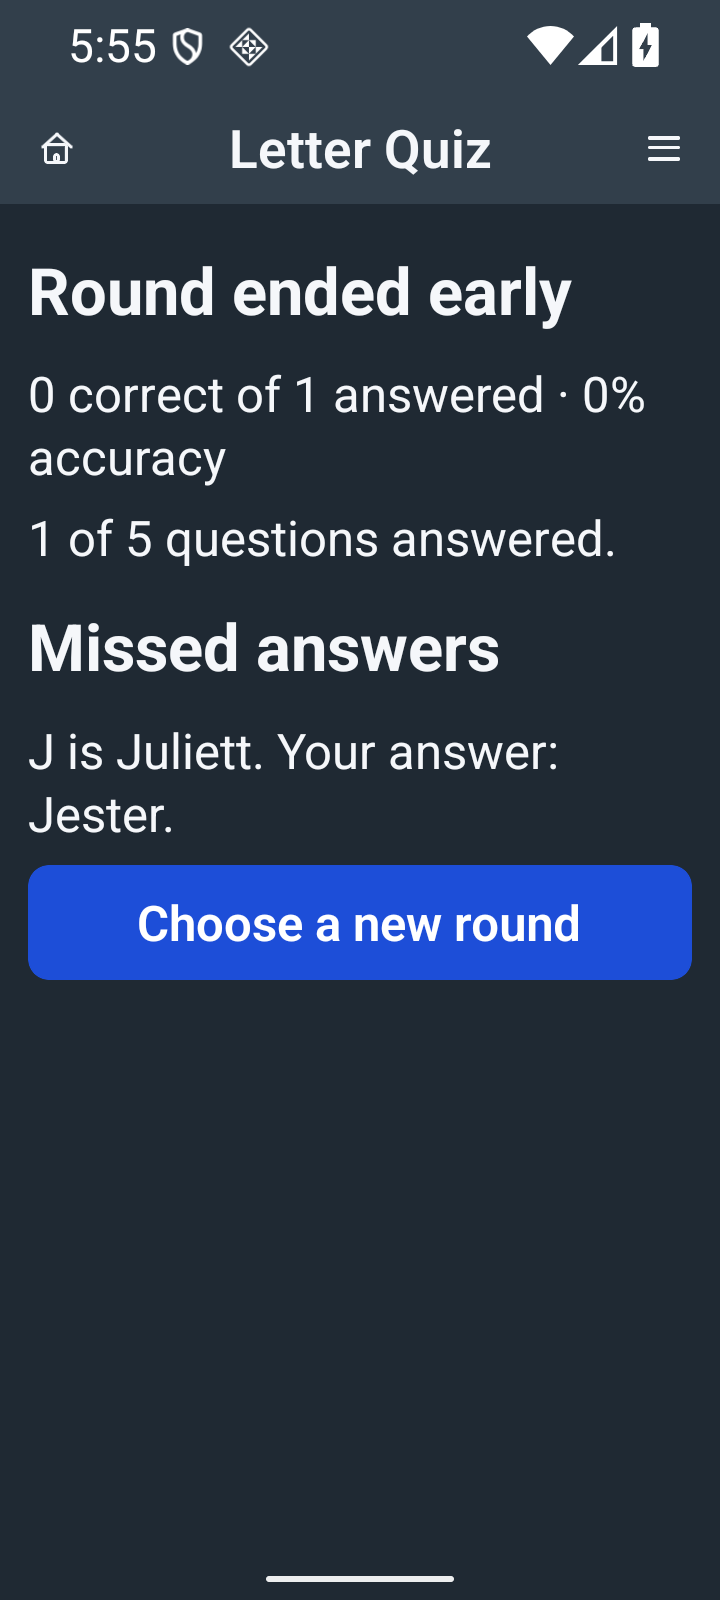 5:55
Letter Quiz
Round ended early
0 correct of 1 answered · 0%
accuracy
1 of 5 questions answered.
Missed answers
J is Juliett. Your answer:
Jester.
Choose a new round